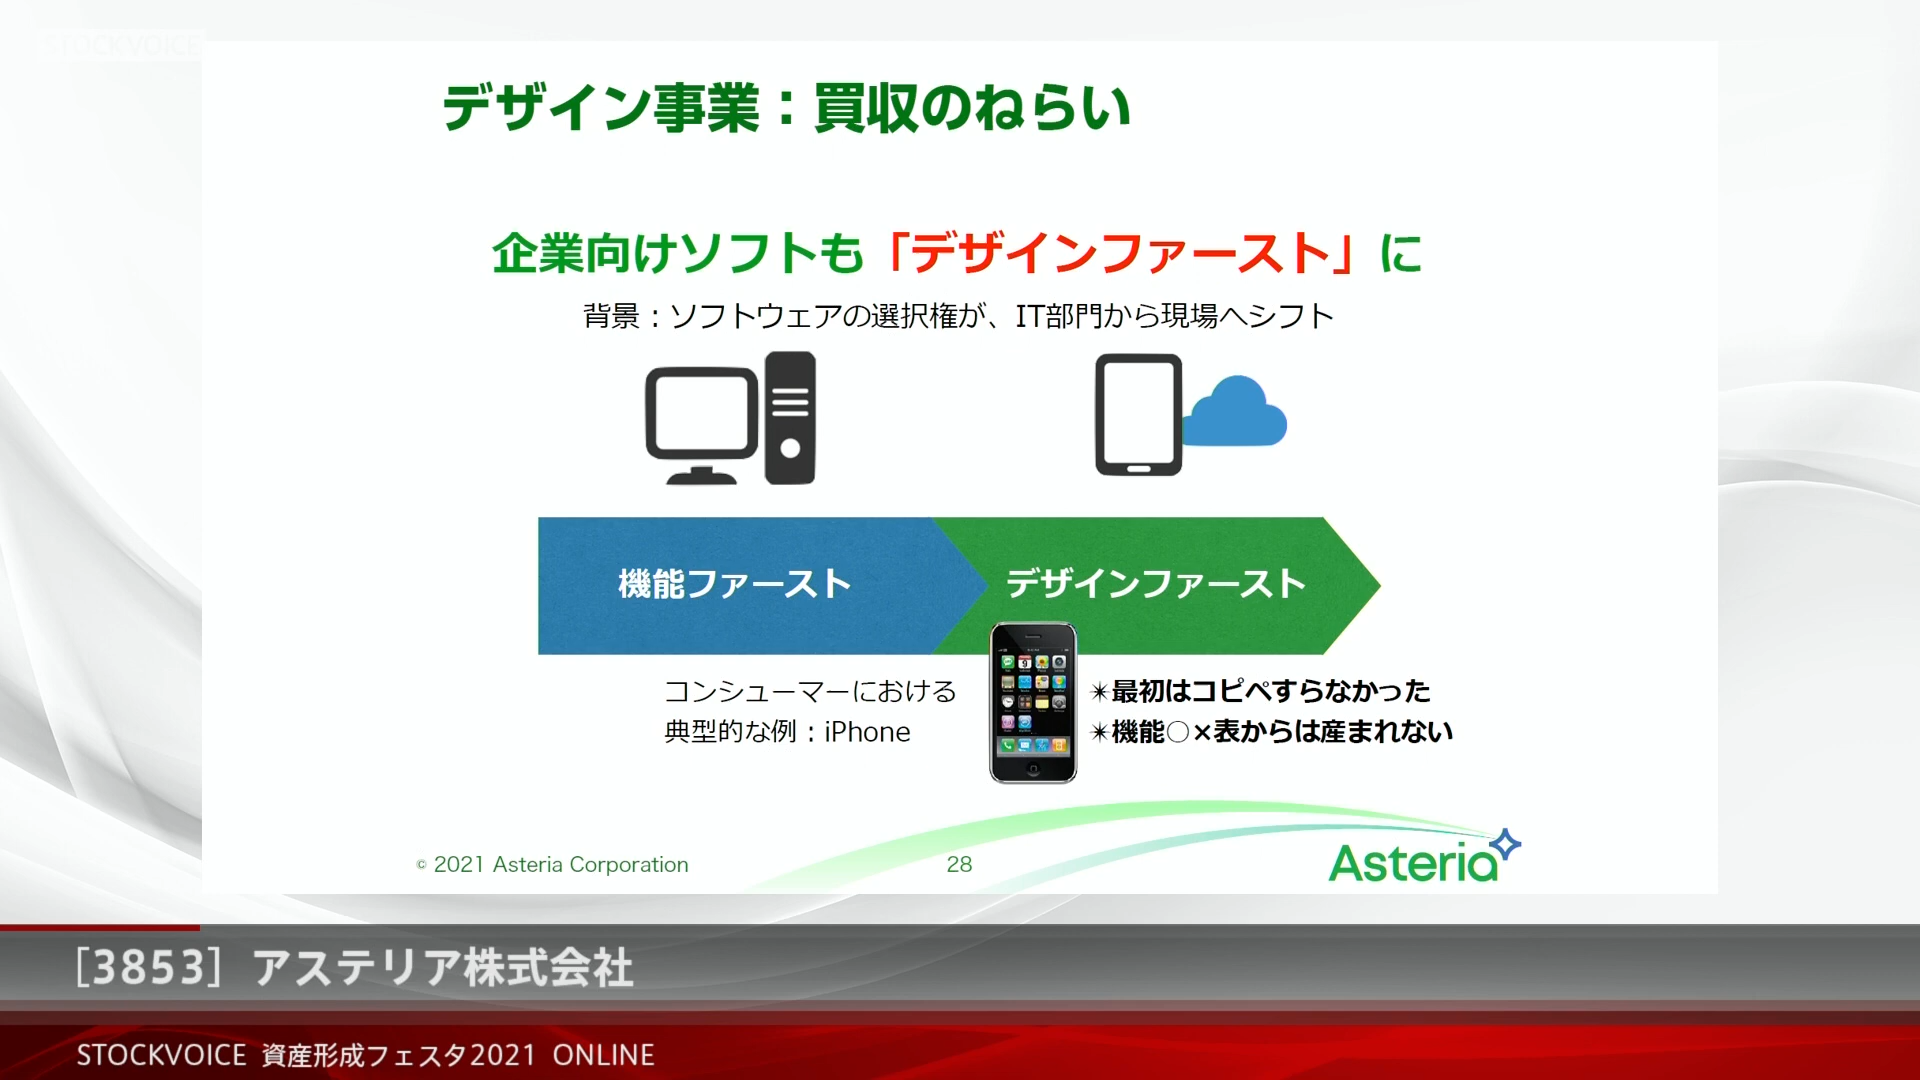 STOCKVOICE
デザイン事業：買収のねらい
企業向けソフトも「デザインファースト」に
背景：ソフトウェアの選択権が、IT部門から現場へシフト
機能ファースト
デザインファースト
コンシューマーにおける
典型的な例：iPhone
✴最初はコピペすらなかった
✴機能○×表からは産まれない
© 2021 Asteria Corporation
28
Asteria
[3853] アステリア株式会社
STOCKVOICE 資産形成フェスタ2021 ONLINE